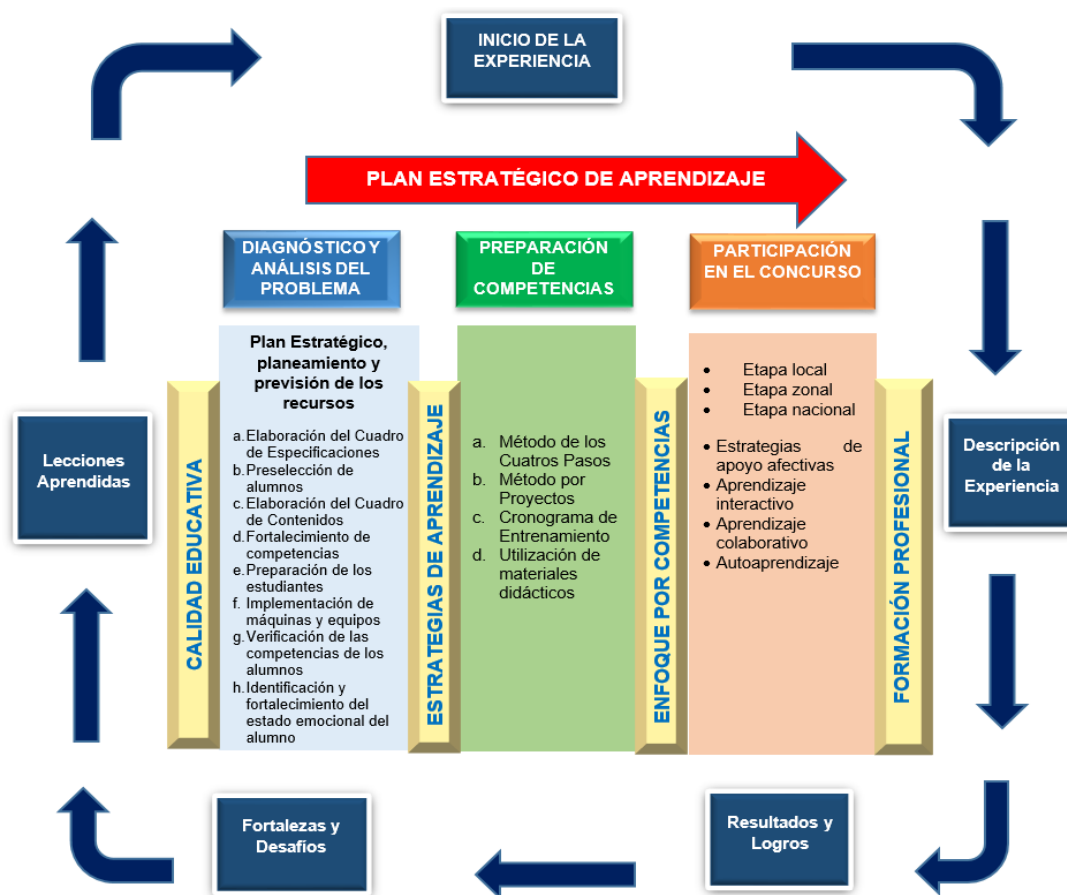 INICIO DE LA
EXPERIENCIA
PLAN ESTRATÉGICO DE APRENDIZAJE
DIAGNÓSTICO Y
ANÁLISIS DEL
PROBLEMA
PREPARACIÓN
DE
COMPETENCIAS
PARTICIPACIÓN
EN EL CONCURSO
Lecciones
Aprendidas
CALIDAD EDUCATIVA
Plan Estratégico,
planeamiento y
previsión de los
recursos
a. Elaboración del Cuadro
de Especificaciones
b. Preselección de
alumnos
c. Elaboración del Cuadro
de Contenidos
d. Fortalecimiento de
competencias
e. Preparación de los
estudiantes
f. Implementación de
máquinas y equipos
g. Verificación de las
competencias de los
alumnos
h. Identificación y
fortalecimiento del
estado emocional del
alumno
ESTRATEGIAS DE APRENDIZAJE
a. Método de los
Cuatros Pasos
b. Método por
Proyectos
c. Cronograma de
Entrenamiento
d. Utilización de
materiales
didácticos
ENFOQUE POR COMPETENCIAS
• Etapa local
• Etapa zonal
• Etapa nacional
• Estrategias de
apoyo afectivas
• Aprendizaje
interactivo
• Aprendizaje
colaborativo
• Autoaprendizaje
FORMACIÓN PROFESIONAL
Descripción
de la
Experiencia
Fortalezas y
Desafíos
Resultados y
Logros